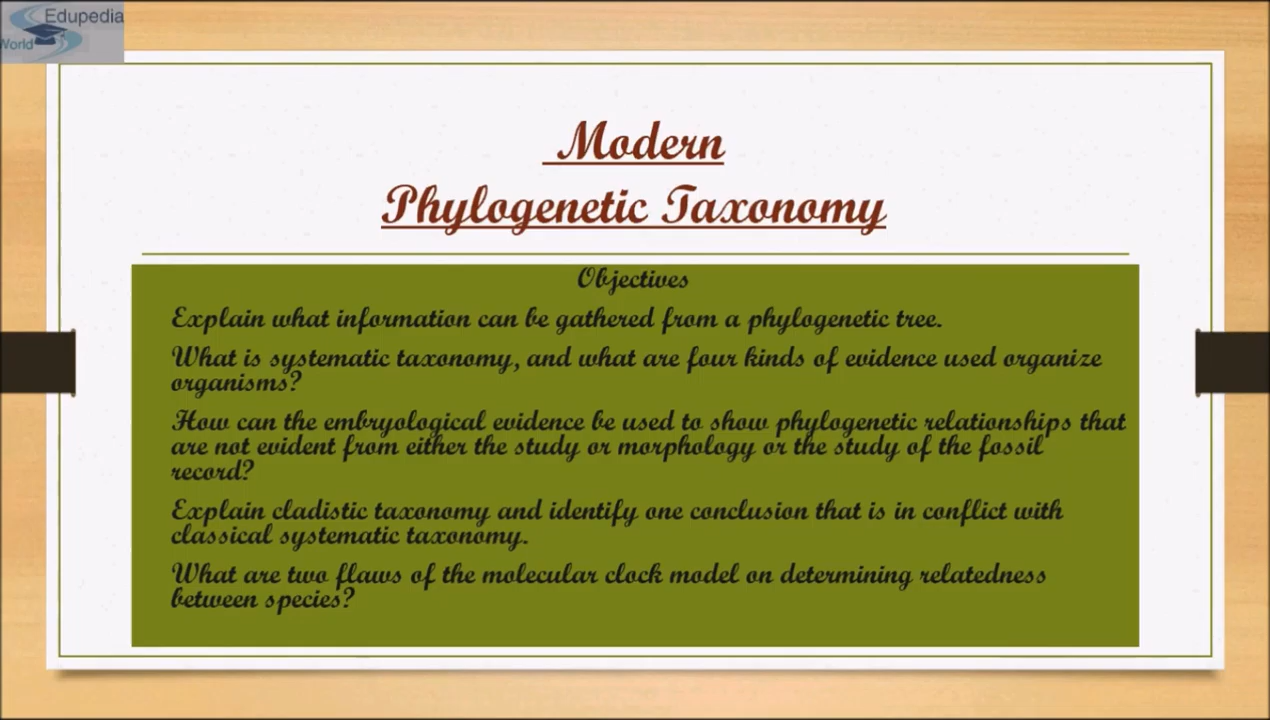 Edupedia
World
Modern
Phylogenetic Taxonomy
Objectives
Explain what information can be gathered from a phylogenetic tree.
What is systematic taxonomy, and what are four kinds of evidence used organize
organisms?
How can the embryological evidence be used to show phylogenetic relationships that
are not evident from either the study or morphology or the study of the fossil
record?
Explain cladistic taxonomy and identify one conclusion that is in conflict with
classical systematic taxonomy.
What are two flaws of the molecular clock model on determining relatedness
between species?